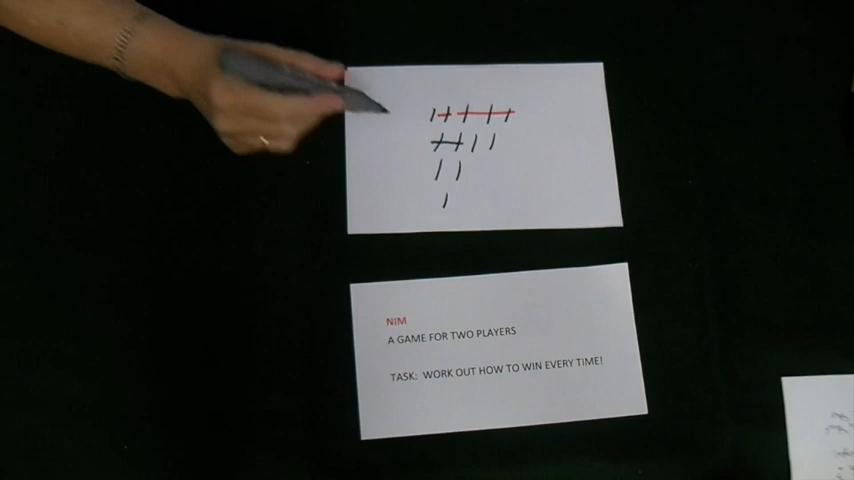 NIM
A GAME FOR TWO PLAYERS
TASK: WORK OUT HOW TO WIN EVERY TIME!